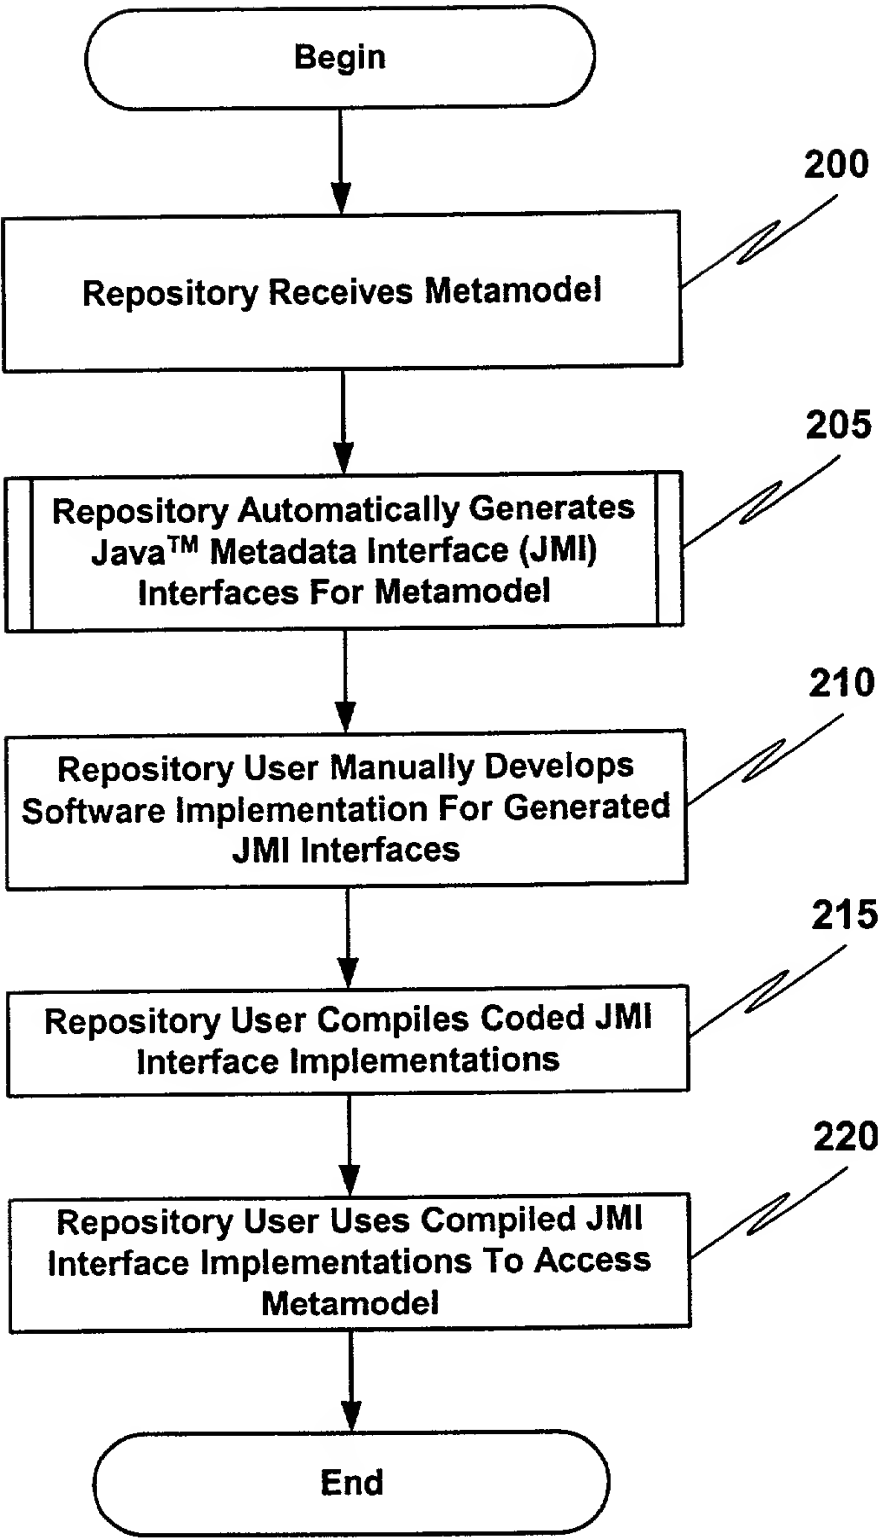 Begin
200
Repository Receives Metamodel
205
Repository Automatically Generates
Java™ Metadata Interface (JMI)
Interfaces For Metamodel
210
Repository User Manually Develops
Software Implementation For Generated
JMI Interfaces
215
Repository User Compiles Coded JMI
Interface Implementations
220
Repository User Uses Compiled JMI
Interface Implementations To Access
Metamodel
End